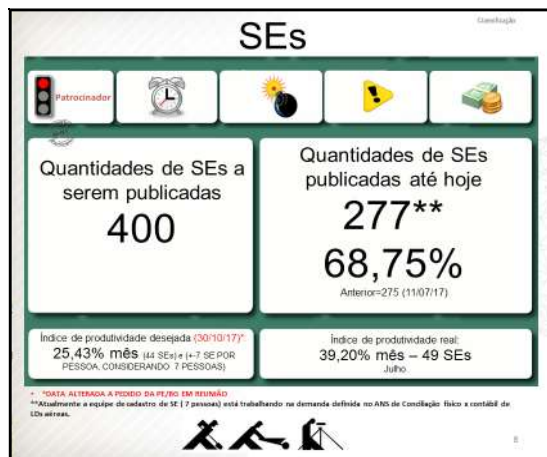 Classificação
SEs
Patrocinador
Quantidades de SEs a
serem publicadas
400
Quantidades de SEs
publicadas até hoje
277**
68,75%
Anterior=275 (11/07/17)
Índice de produtividade desejada (30/10/17)*:
25,43% mês (44 SEs) e (+-7 SE POR
PESSOA, CONSIDERANDO 7 PESSOAS)
Índice de produtividade real:
39,20% mês – 49 SEs
Julho
* *DATA ALTERADA A PEDIDO DA PE/BO EM REUNIÃO
**Atualmente a equipe de cadastro de SE ( 7 pessoas) está trabalhando na demanda definida no ANS de Conciliação físico x contábil de
LDs aéreas.
8